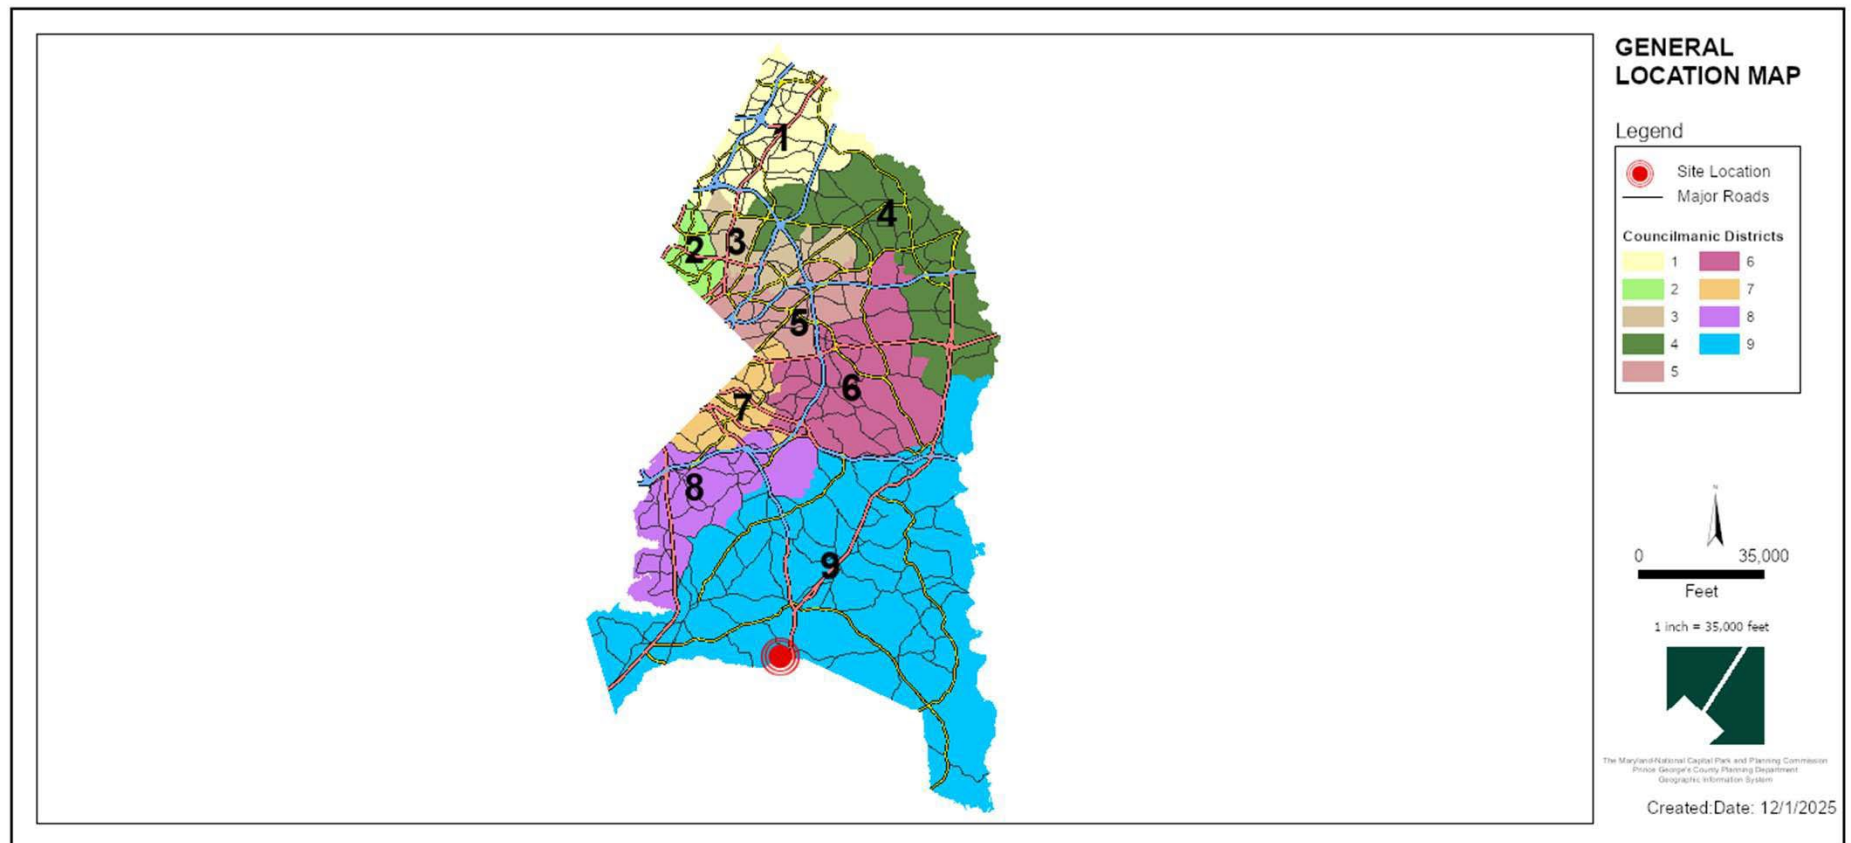 GENERAL
LOCATION MAP
Legend
Site Location
Major Roads
Councilmanic Districts
1 6
2 7
3 8
4 9
5
1
2
3
4
5
6
7
8
9
N
0 35,000
Feet
1 inch = 35,000 feet
The Maryland-National Capital Park and Planning Commission
Prince George's County Planning Department
Geographic Information System
Created:Date: 12/1/2025